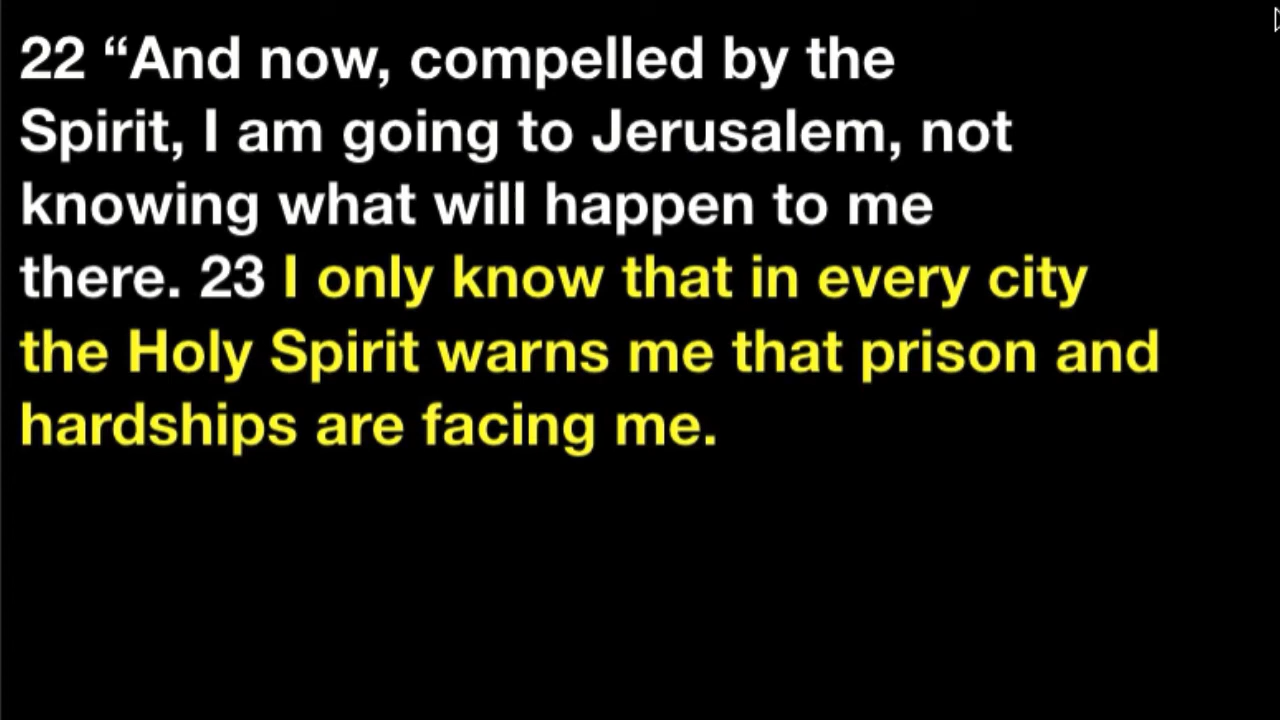 22 “And now, compelled by the
Spirit, I am going to Jerusalem, not
knowing what will happen to me
there. 23 I only know that in every city
the Holy Spirit warns me that prison and
hardships are facing me.